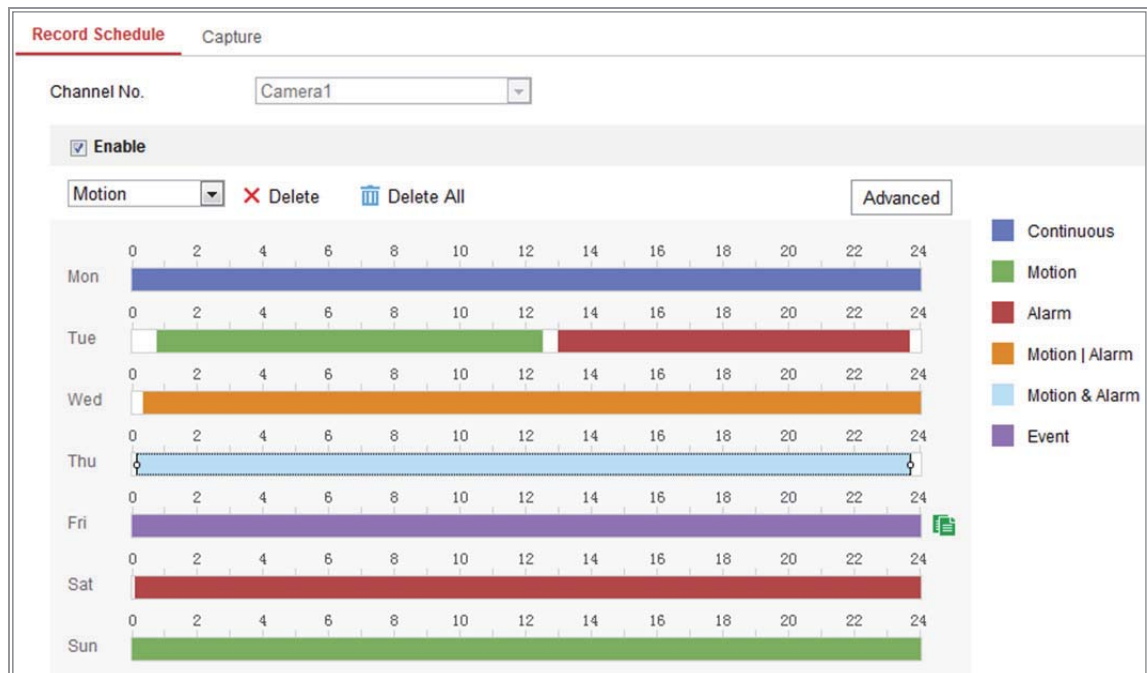 Record Schedule Capture
Channel No. Camera1
Enable
Motion Delete Delete All Advanced
0 2 4 6 8 10 12 14 16 18 20 22 24
Mon
0 2 4 6 8 10 12 14 16 18 20 22 24
Tue
0 2 4 6 8 10 12 14 16 18 20 22 24
Wed
0 2 4 6 8 10 12 14 16 18 20 22 24
Thu
0 2 4 6 8 10 12 14 16 18 20 22 24
Fri
0 2 4 6 8 10 12 14 16 18 20 22 24
Sat
0 2 4 6 8 10 12 14 16 18 20 22 24
Sun
Continuous
Motion
Alarm
Motion | Alarm
Motion & Alarm
Event